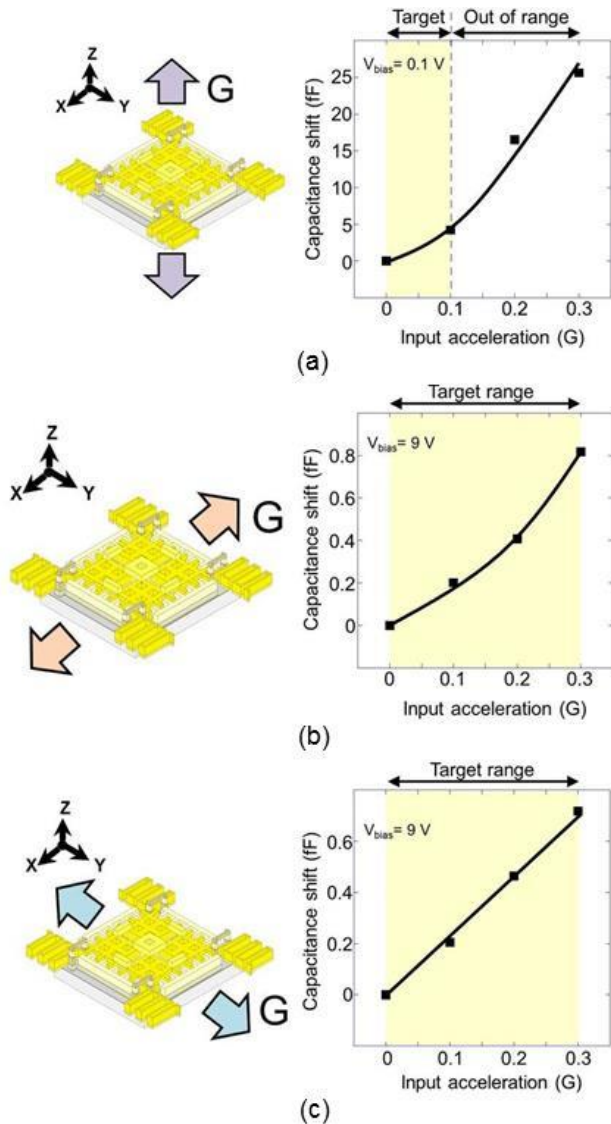 Target Out of range
Z
X
Y
G
V_bias= 0.1 V
Capacitance shift (fF)
25
20
15
10
5
0
0 0.1 0.2 0.3
Input acceleration (G)
(a)
Target range
Z
X
Y
G
V_bias= 9 V
Capacitance shift (fF)
0.8
0.6
0.4
0.2
0
0 0.1 0.2 0.3
Input acceleration (G)
(b)
Target range
Z
X
Y
G
V_bias= 9 V
Capacitance shift (fF)
0.6
0.4
0.2
0
0 0.1 0.2 0.3
Input acceleration (G)
(c)